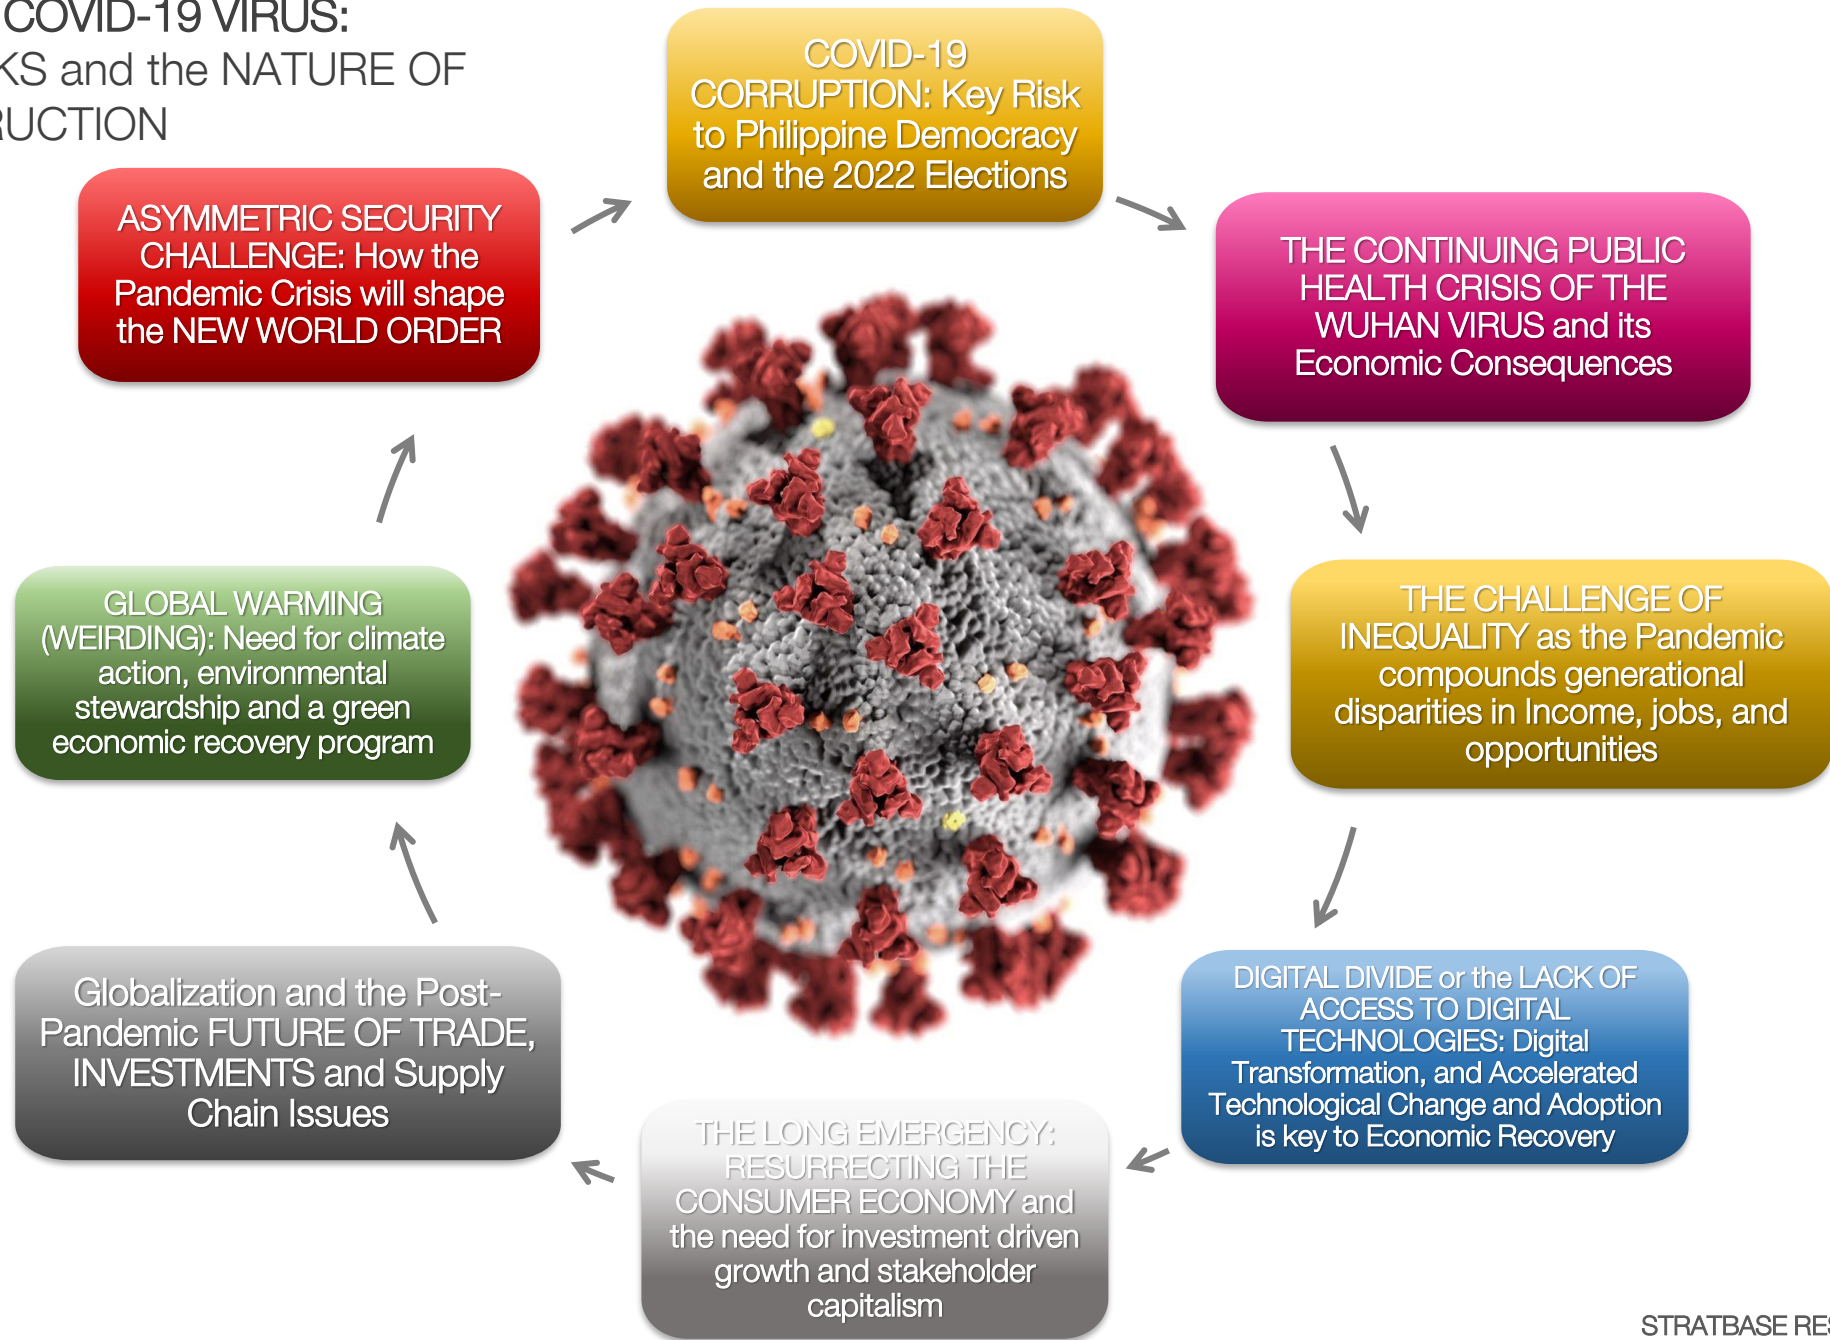 COVID-19 VIRUS:
KS and the NATURE OF
RUCTION
COVID-19
CORRUPTION: Key Risk
to Philippine Democracy
and the 2022 Elections
THE CONTINUING PUBLIC
HEALTH CRISIS OF THE
WUHAN VIRUS and its
Economic Consequences
THE CHALLENGE OF
INEQUALITY as the Pandemic
compounds generational
disparities in Income, jobs, and
opportunities
DIGITAL DIVIDE or the LACK OF
ACCESS TO DIGITAL
TECHNOLOGIES: Digital
Transformation, and Accelerated
Technological Change and Adoption
is key to Economic Recovery
THE LONG EMERGENCY:
RESURRECTING THE
CONSUMER ECONOMY and
the need for investment driven
growth and stakeholder
capitalism
Globalization and the Post-
Pandemic FUTURE OF TRADE,
INVESTMENTS and Supply
Chain Issues
GLOBAL WARMING
(WEIRDING): Need for climate
action, environmental
stewardship and a green
economic recovery program
ASYMMETRIC SECURITY
CHALLENGE: How the
Pandemic Crisis will shape
the NEW WORLD ORDER
STRATBASE RES